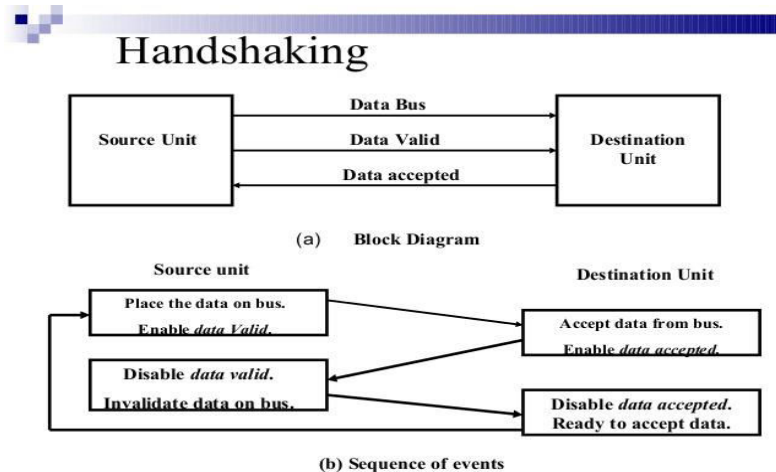 Handshaking
Data Bus
Source Unit
Data Valid
Destination
Unit
Data accepted
(a) Block Diagram
Source unit
Destination Unit
Place the data on bus.
Enable data Valid.
Accept data from bus.
Enable data accepted.
Disable data valid.
Invalidate data on bus.
Disable data accepted.
Ready to accept data.
(b) Sequence of events